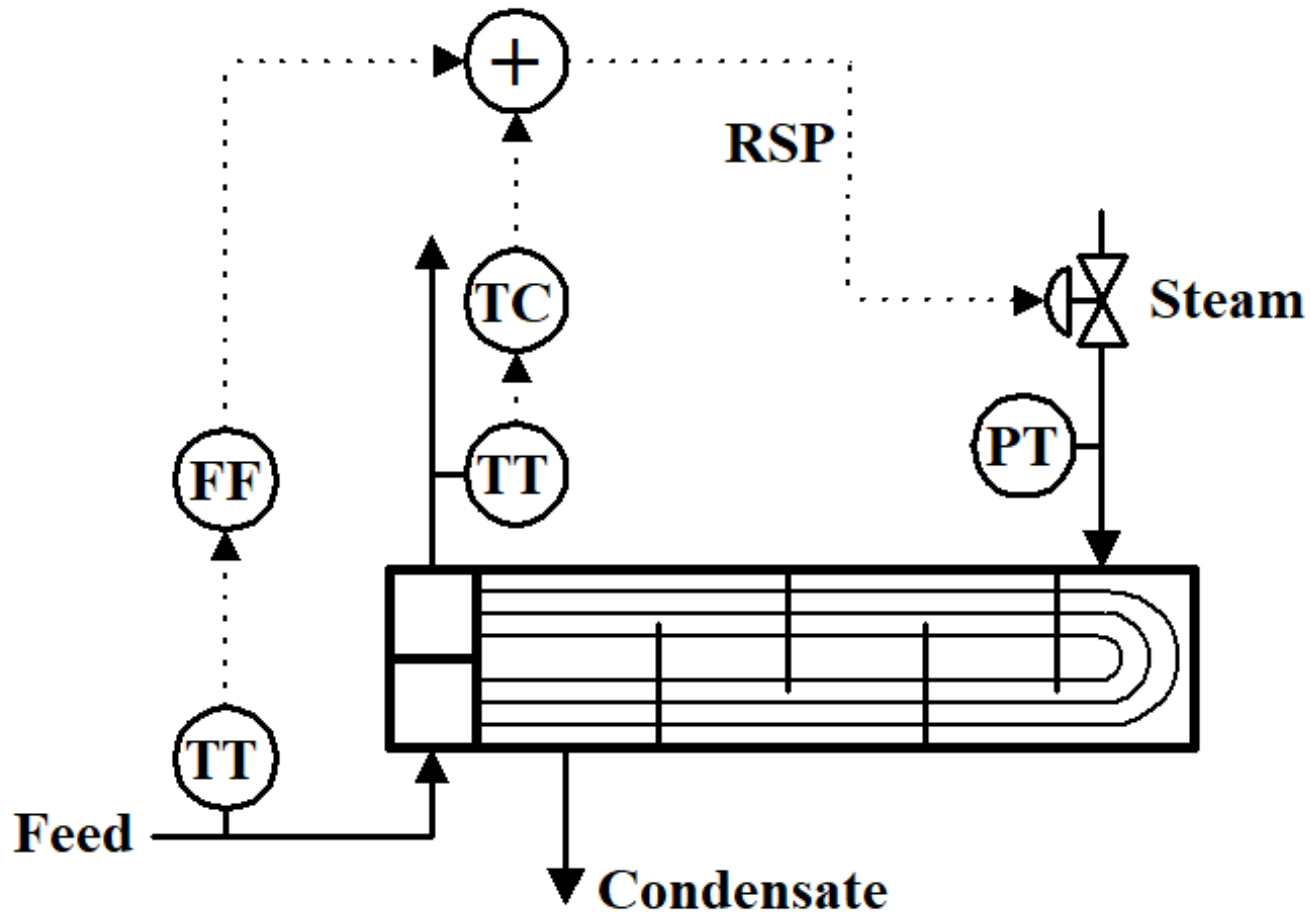 +
RSP
TC
Steam
PT
TT
FF
TT
Feed
Condensate